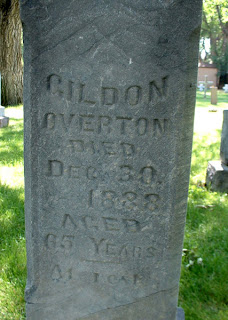 GILDON
OVERTON
DIED
DEC. 30,
1888
AGED
65 YEARS